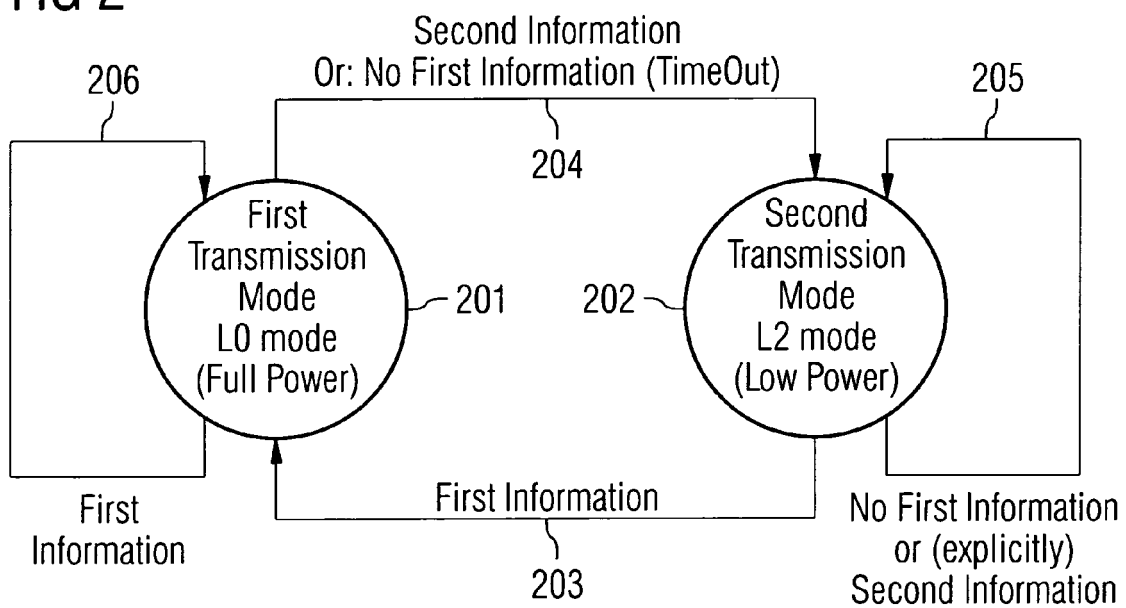 FIG 2
Second Information
Or: No First Information (TimeOut)
206
205
204
First
Transmission
Mode
L0 mode
(Full Power)
201
202
Second
Transmission
Mode
L2 mode
(Low Power)
First Information
203
First
Information
No First Information
or (explicitly)
Second Information